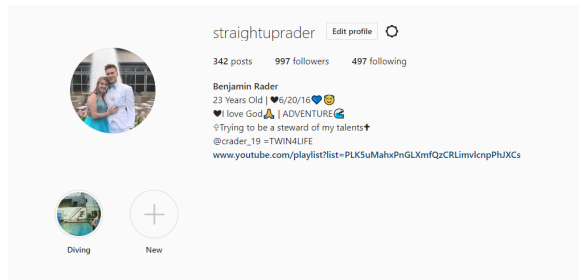 straightuprader Edit profile
342 posts 997 followers 497 following
Benjamin Rader
23 Years Old | 🖤6/20/16💙😇
🖤I love God🙏 | ADVENTURE🌊
✞Trying to be a steward of my talents✝
@crader_19 =TWIN4LIFE
www.youtube.com/playlist?list=PLK5uMahxPnGLXmfQzCRLimvlcnpPhJXCs
Diving New